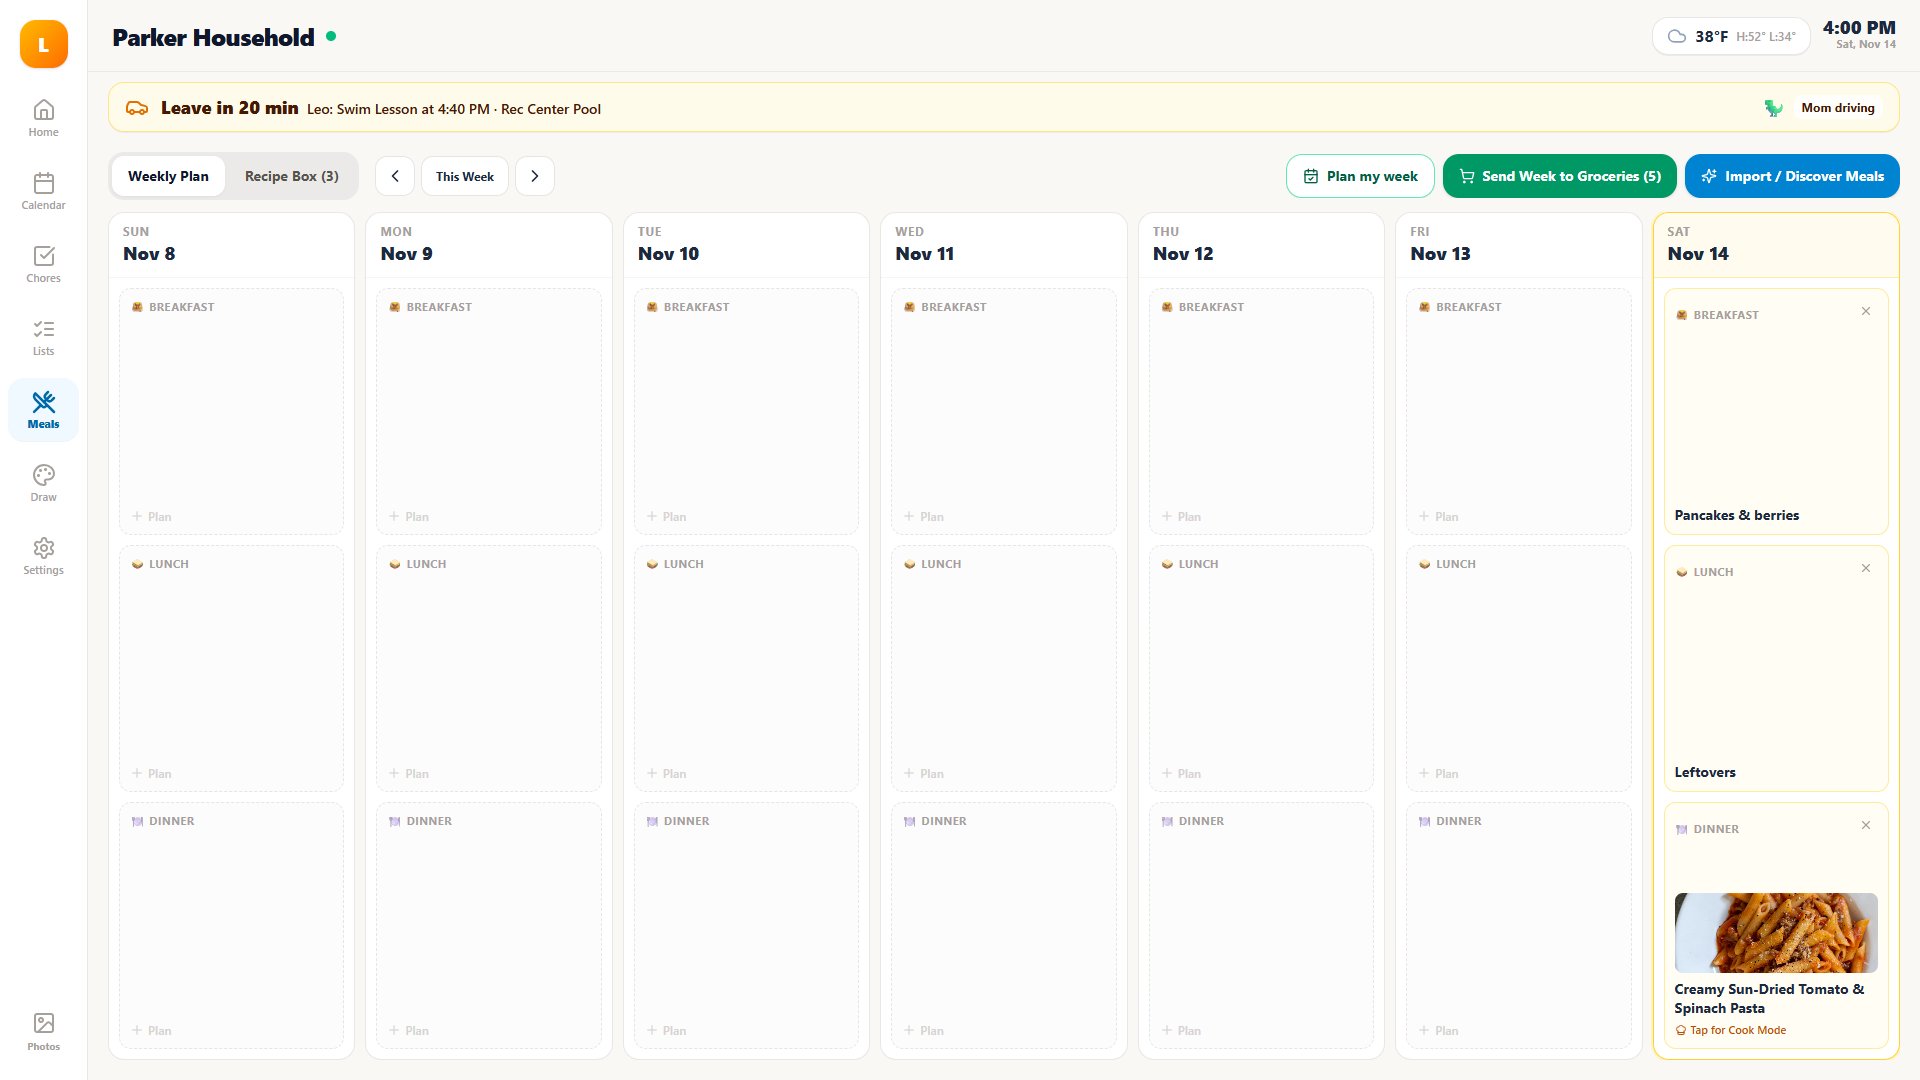 L
Home
Calendar
Chores
Lists
Meals
Draw
Settings
Photos
Parker Household
38°F H:52° L:34°
4:00 PM
Sat, Nov 14
Leave in 20 min Leo: Swim Lesson at 4:40 PM · Rec Center Pool
Mom driving
Weekly Plan
Recipe Box (3)
This Week
Plan my week
Send Week to Groceries (5)
Import / Discover Meals
SUN
Nov 8
BREAKFAST
+ Plan
LUNCH
+ Plan
DINNER
+ Plan
MON
Nov 9
BREAKFAST
+ Plan
LUNCH
+ Plan
DINNER
+ Plan
TUE
Nov 10
BREAKFAST
+ Plan
LUNCH
+ Plan
DINNER
+ Plan
WED
Nov 11
BREAKFAST
+ Plan
LUNCH
+ Plan
DINNER
+ Plan
THU
Nov 12
BREAKFAST
+ Plan
LUNCH
+ Plan
DINNER
+ Plan
FRI
Nov 13
BREAKFAST
+ Plan
LUNCH
+ Plan
DINNER
+ Plan
SAT
Nov 14
BREAKFAST
Pancakes & berries
LUNCH
Leftovers
DINNER
Creamy Sun-Dried Tomato &
Spinach Pasta
Tap for Cook Mode